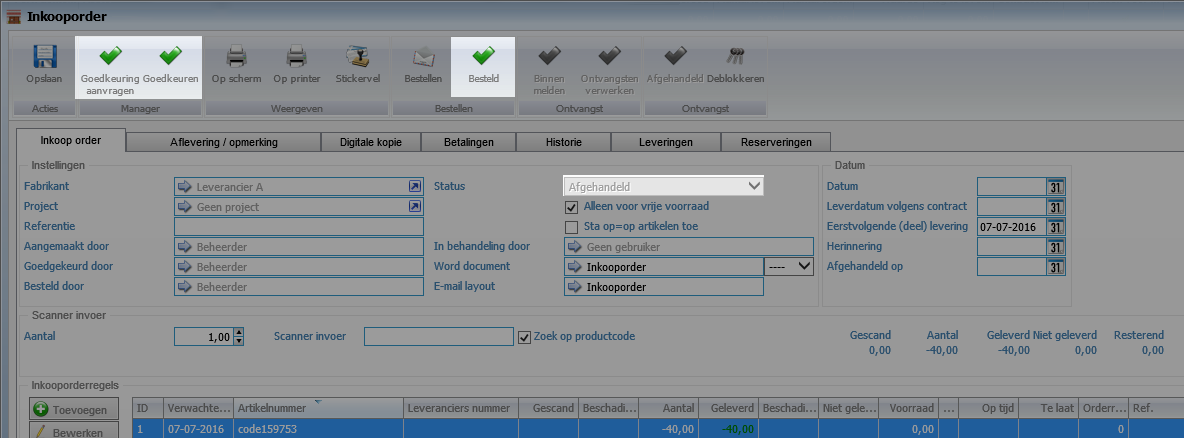 Inkooporder
Opslaan
Goedkeuring aanvragen
Goedkeuren
Op scherm
Op printer
Stickervel
Bestellen
Besteld
Binnen melden
Ontvangsten verwerken
Afgehandeld
Deblokkeren
Acties Manager Weergeven Bestellen Ontvangst Ontvangst
Inkoop order Aflevering / opmerking Digitale kopie Betalingen Historie Leveringen Reserveringen
Instellingen Datum
Fabrikant Leverancier A Status Afgehandeld Datum 31
Project Geen project Alleen voor vrije voorraad Leverdatum volgens contract 31
Referentie Sta op=op artikelen toe Eerstvolgende (deel) levering 07-07-2016 31
Aangemaakt door Beheerder In behandeling door Geen gebruiker Herinnering 31
Goedgekeurd door Beheerder Word document Inkooporder ---- Afgehandeld op 31
Besteld door Beheerder E-mail layout Inkooporder
Scanner invoer
Aantal 1,00 Scanner invoer Zoek op productcode Gescand Aantal Geleverd Niet geleverd Resterend
0,00 -40,00 -40,00 0,00 0,00
Inkooporderregels
Toevoegen ID Verwachte... Artikelnummer Leveranciers nummer Gescand Beschadi... Aantal Geleverd Beschadi... Niet gele... Voorraad ... Op tijd Te laat Orderr... Ref.
Bewerken 1 07-07-2016 code159753 -40,00 -40,00 0,00 0